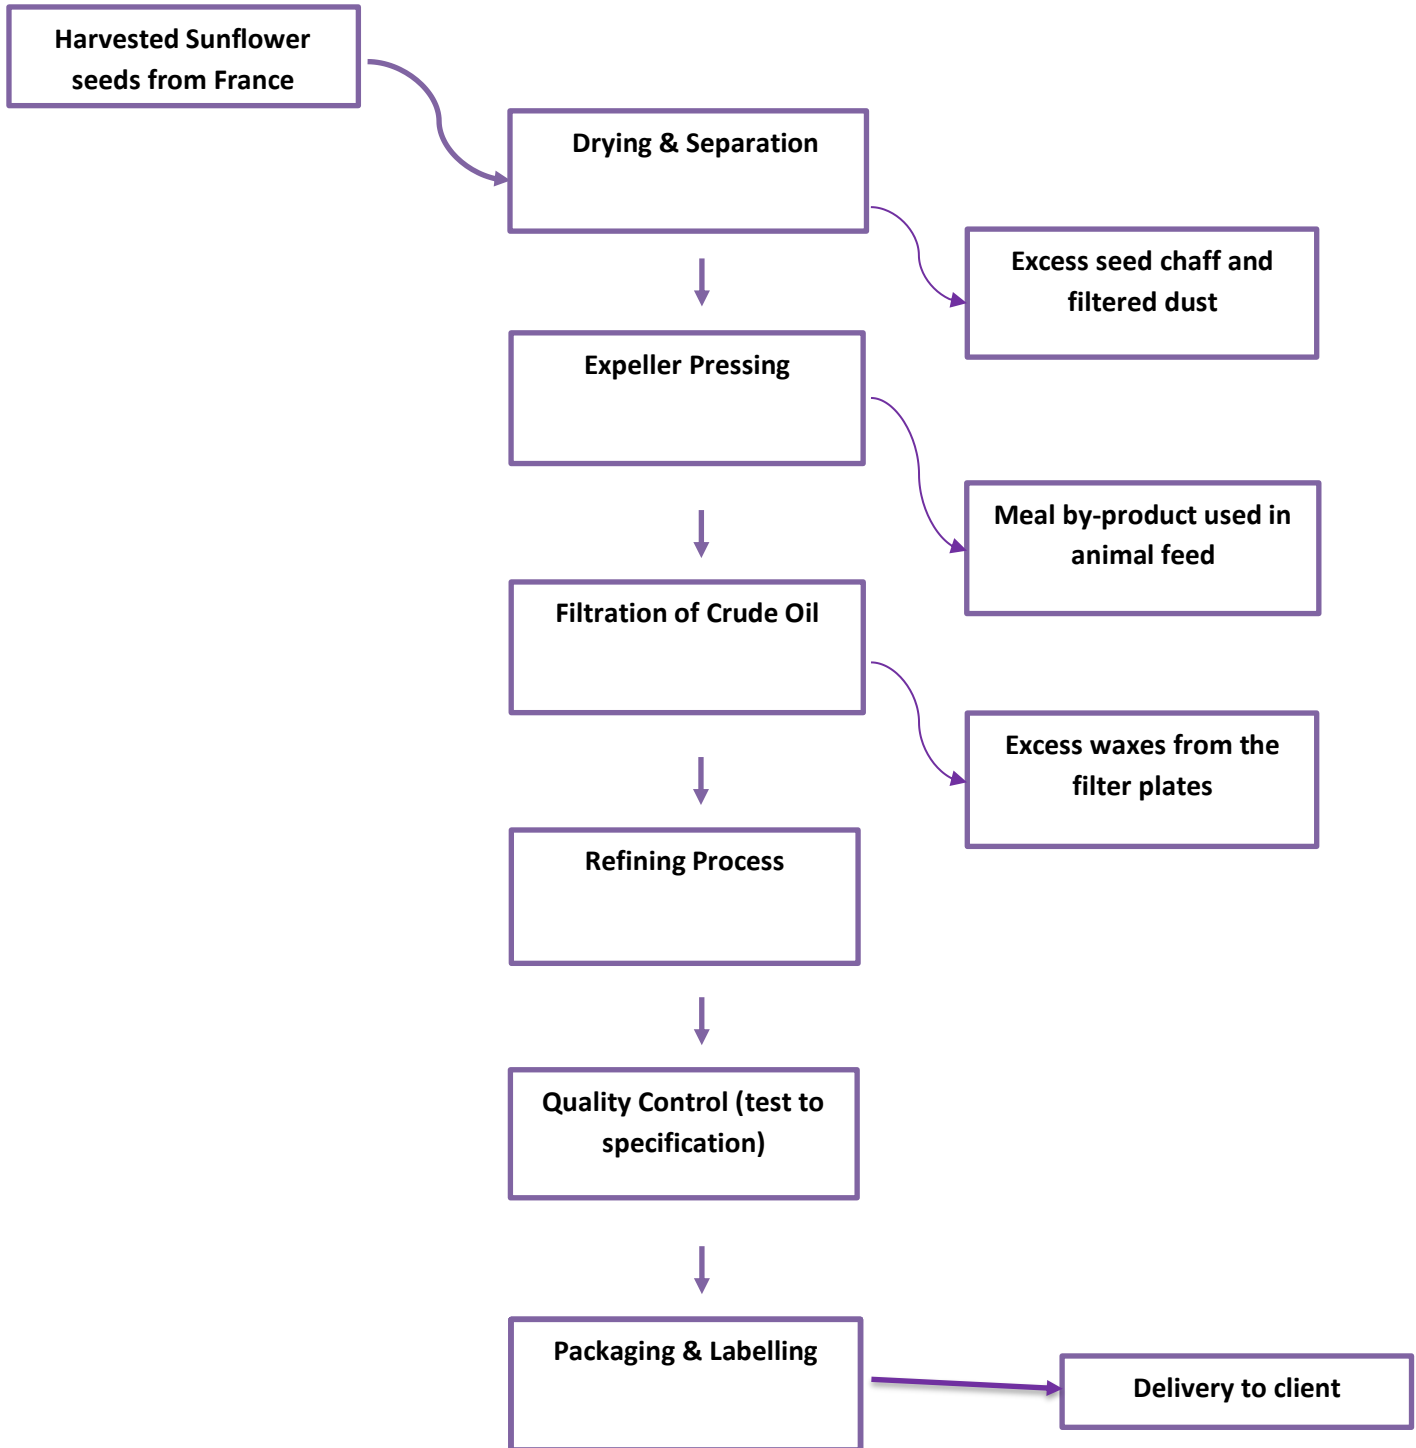 Harvested Sunflower
seeds from France
Drying & Separation
Excess seed chaff and
filtered dust
Expeller Pressing
Meal by-product used in
animal feed
Filtration of Crude Oil
Excess waxes from the
filter plates
Refining Process
Quality Control (test to
specification)
Packaging & Labelling
Delivery to client